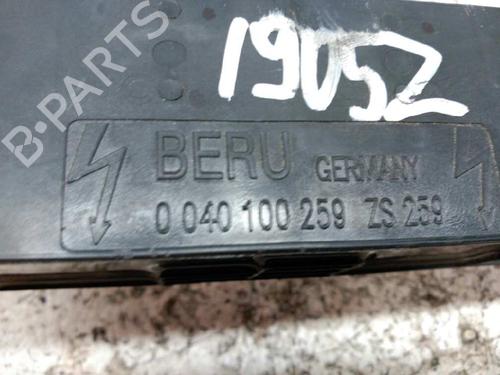 19052
BERU GERMANY
0 040 100 259 ZS 259
B-PARTS